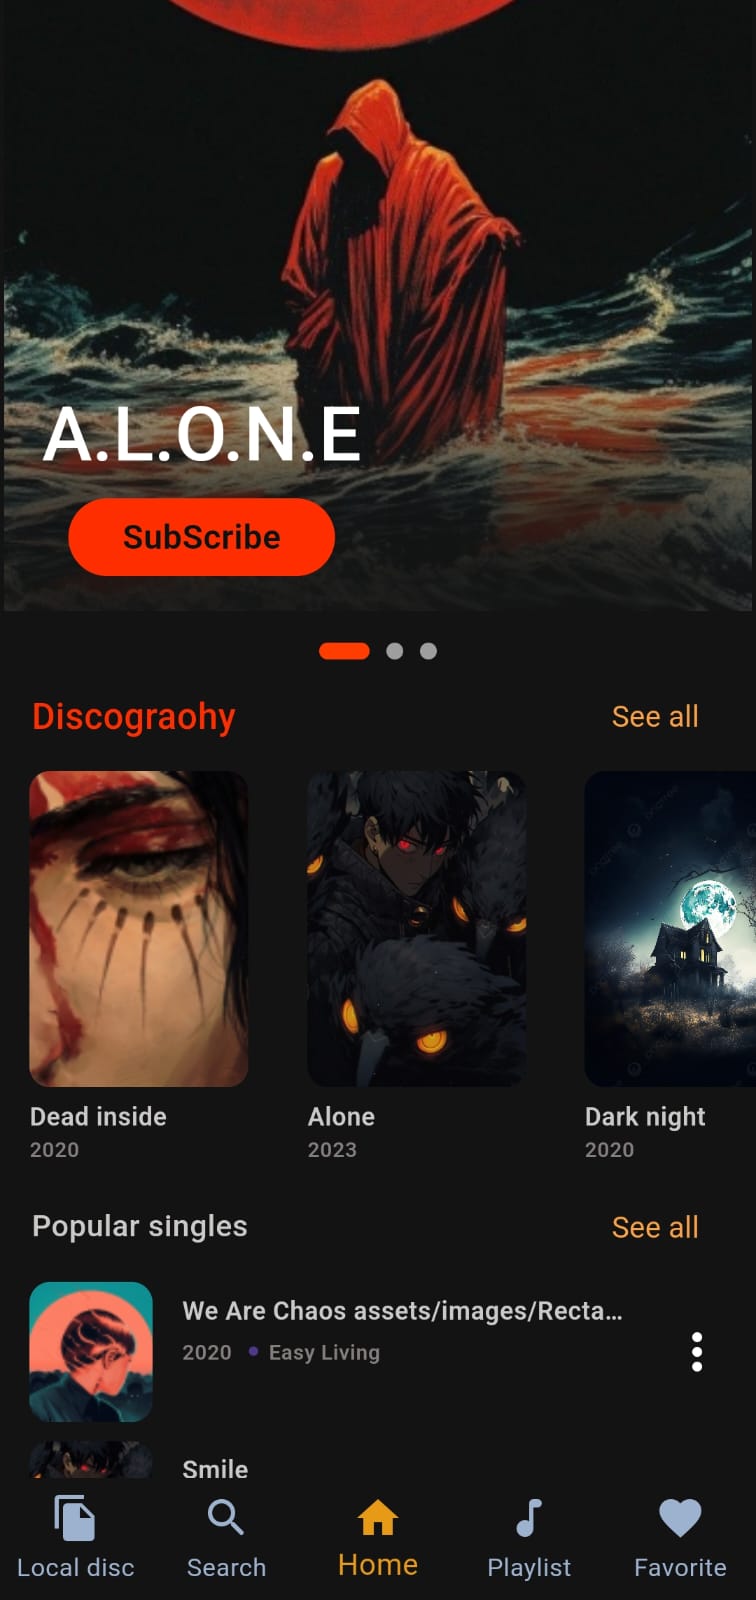 A.L.O.N.E
SubScribe
Discograohy
See all
Dead inside
2020
Alone
2023
Dark night
2020
Popular singles
See all
We Are Chaos assets/images/Recta...
2020 • Easy Living
Smile
Local disc
Search
Home
Playlist
Favorite